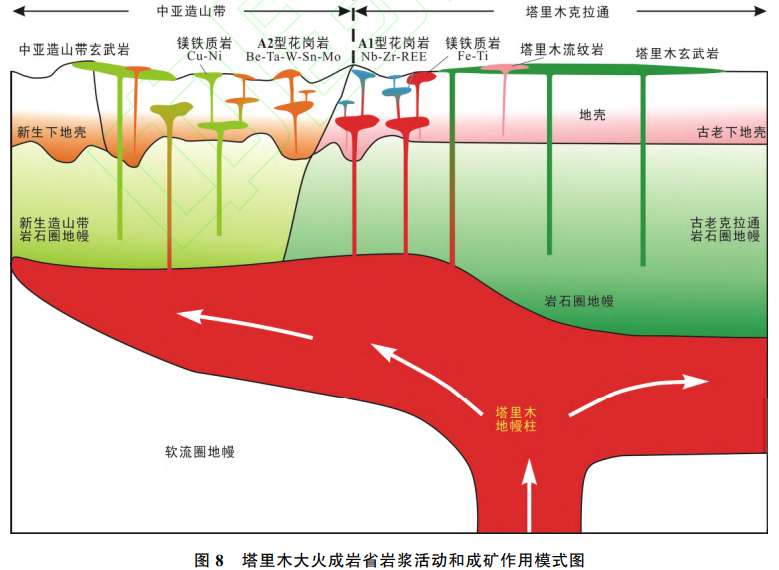 中亚造山带
塔里木克拉通
中亚造山带玄武岩
镁铁质岩
Cu-Ni
A2型花岗岩
Be-Ta-W-Sn-Mo
A1型花岗岩
Nb-Zr-REE
镁铁质岩
Fe-Ti
塔里木流纹岩
塔里木玄武岩
新生下地壳
地壳
古老下地壳
新生造山带
岩石圈地幔
古老克拉通
岩石圈地幔
岩石圈地幔
塔里木
地幔柱
软流圈地幔
图 8 塔里木大火成岩省岩浆活动和成矿作用模式图